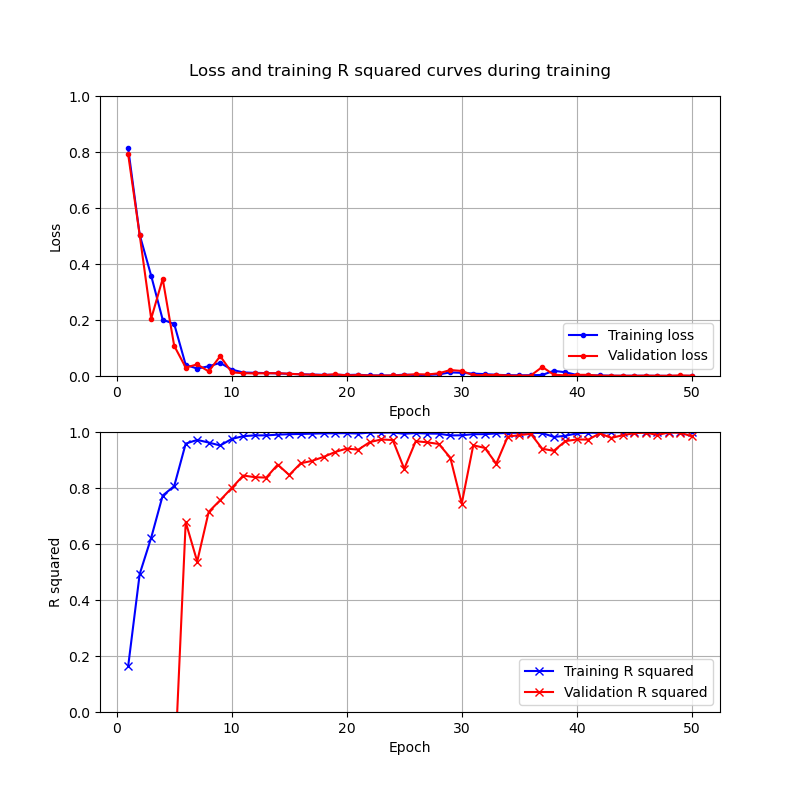 Loss and training R squared curves during training
1.0
0.8
0.6
0.4
0.2
0.0
Loss
Training loss
Validation loss
0 10 20 30 40 50
Epoch
1.0
0.8
0.6
0.4
0.2
0.0
R squared
Training R squared
Validation R squared
0 10 20 30 40 50
Epoch